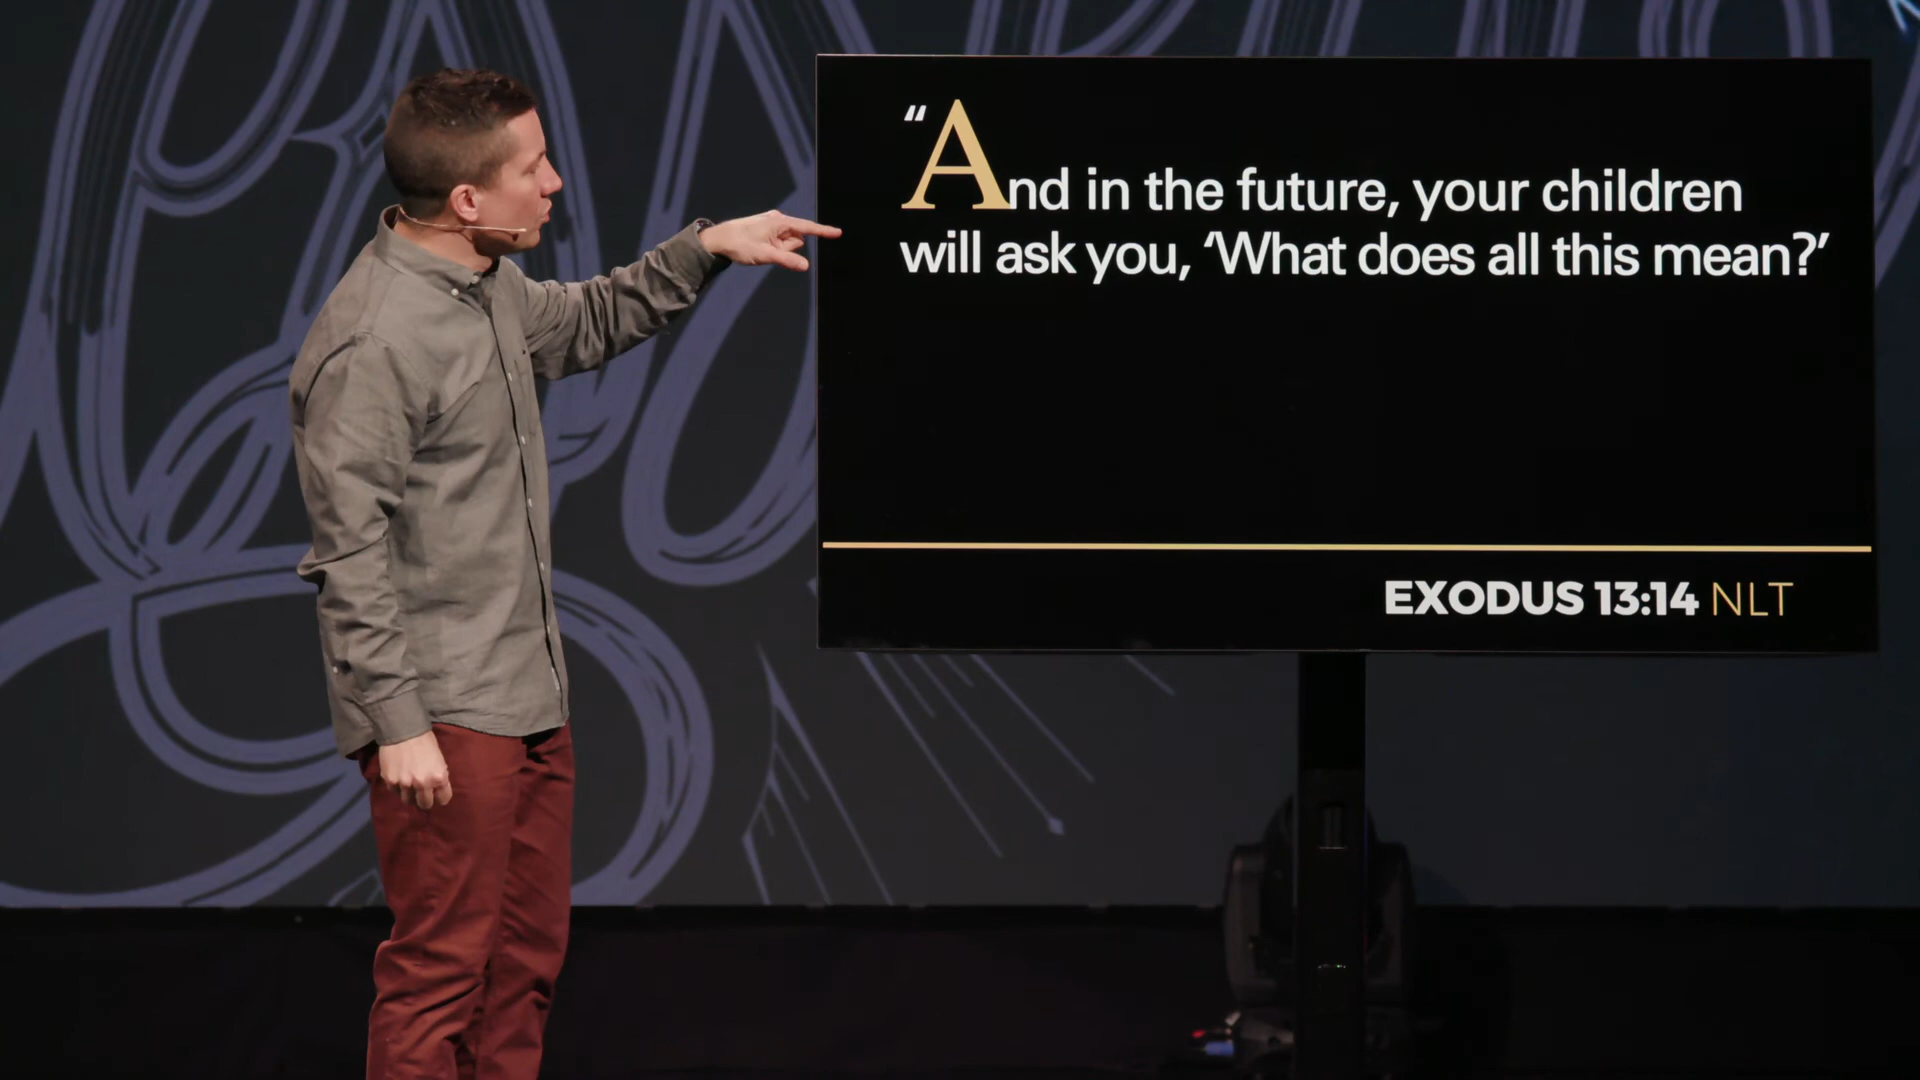 “And in the future, your children
will ask you, ‘What does all this mean?’
EXODUS 13:14 NLT